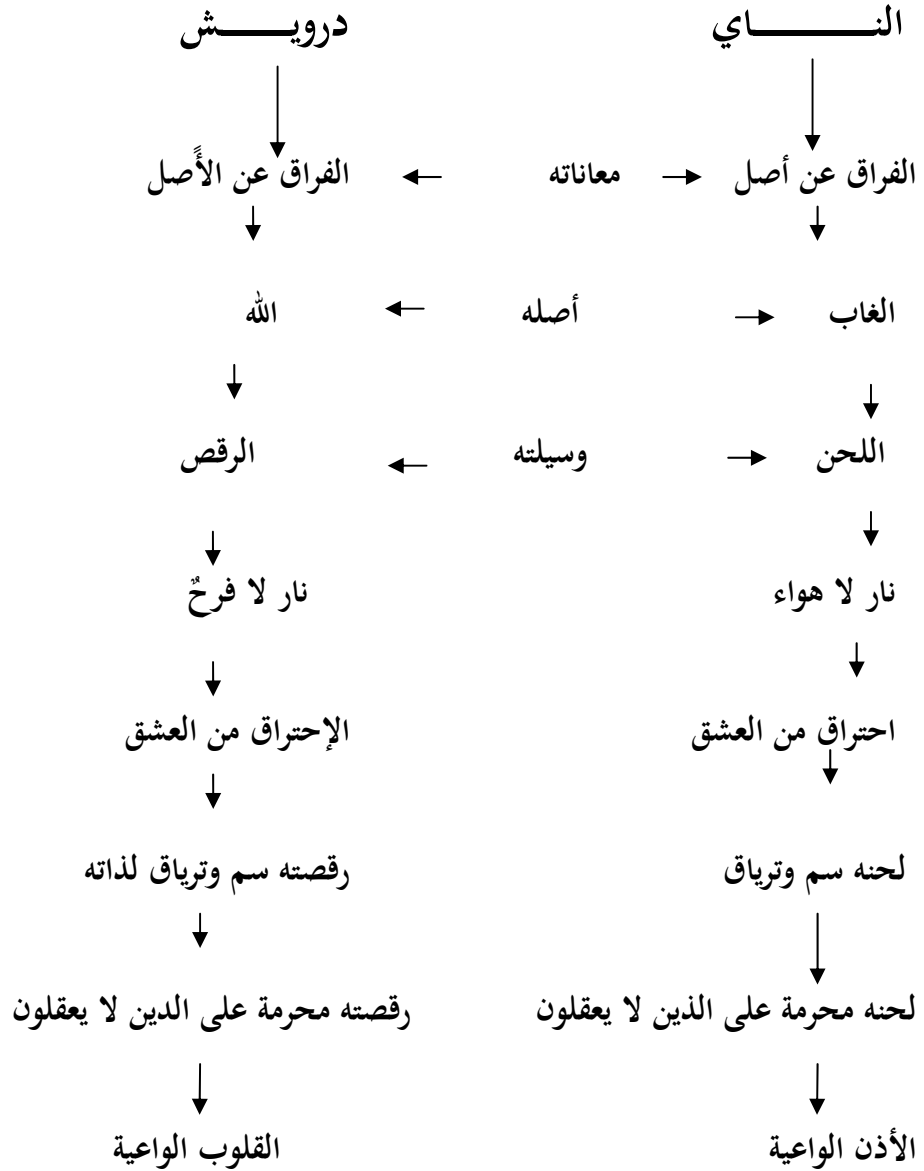 النـــــــــاي درويــــــش
الفراق عن أصل معاناته الفراق عن الأًصل
الغاب أصله الله
اللحن وسيلته الرقص
نار لا هواء نار لا فرحٌ
احتراق من العشق الإحتراق من العشق
لحنه سم وترياق رقصته سم وترياق لذاته
لحنه محرمة على الذين لا يعقلون رقصته محرمة على الدين لا يعقلون
الأذن الواعية القلوب الواعية